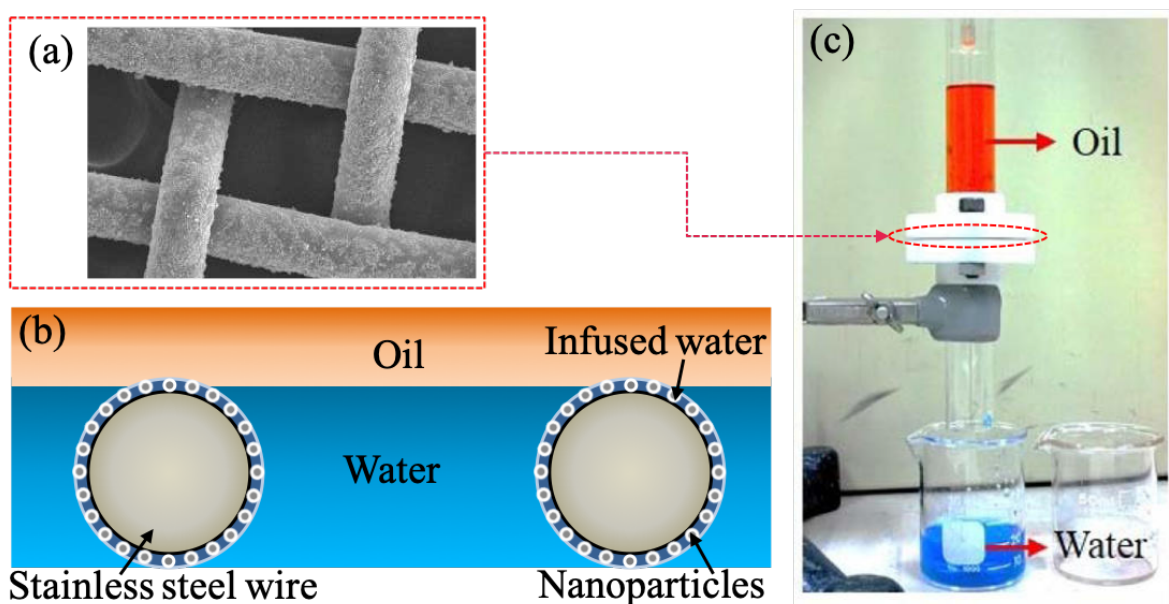 (a)
(b)
Oil
Infused water
Water
Stainless steel wire
Nanoparticles
(c)
Oil
Water